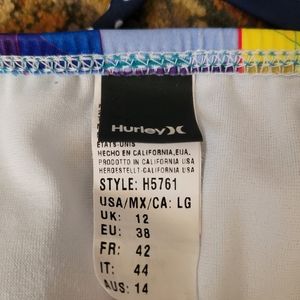 Hurley
ETATS-UNIS
HECHO EN CALIFORNIA, EUA.
PRODOTTO IN CALIFORNIA USA
HERGESTELLT CALIFORNIA USA
STYLE: H5761
USA/MX/CA: LG
UK: 12
EU: 38
FR: 42
IT: 44
AUS: 14